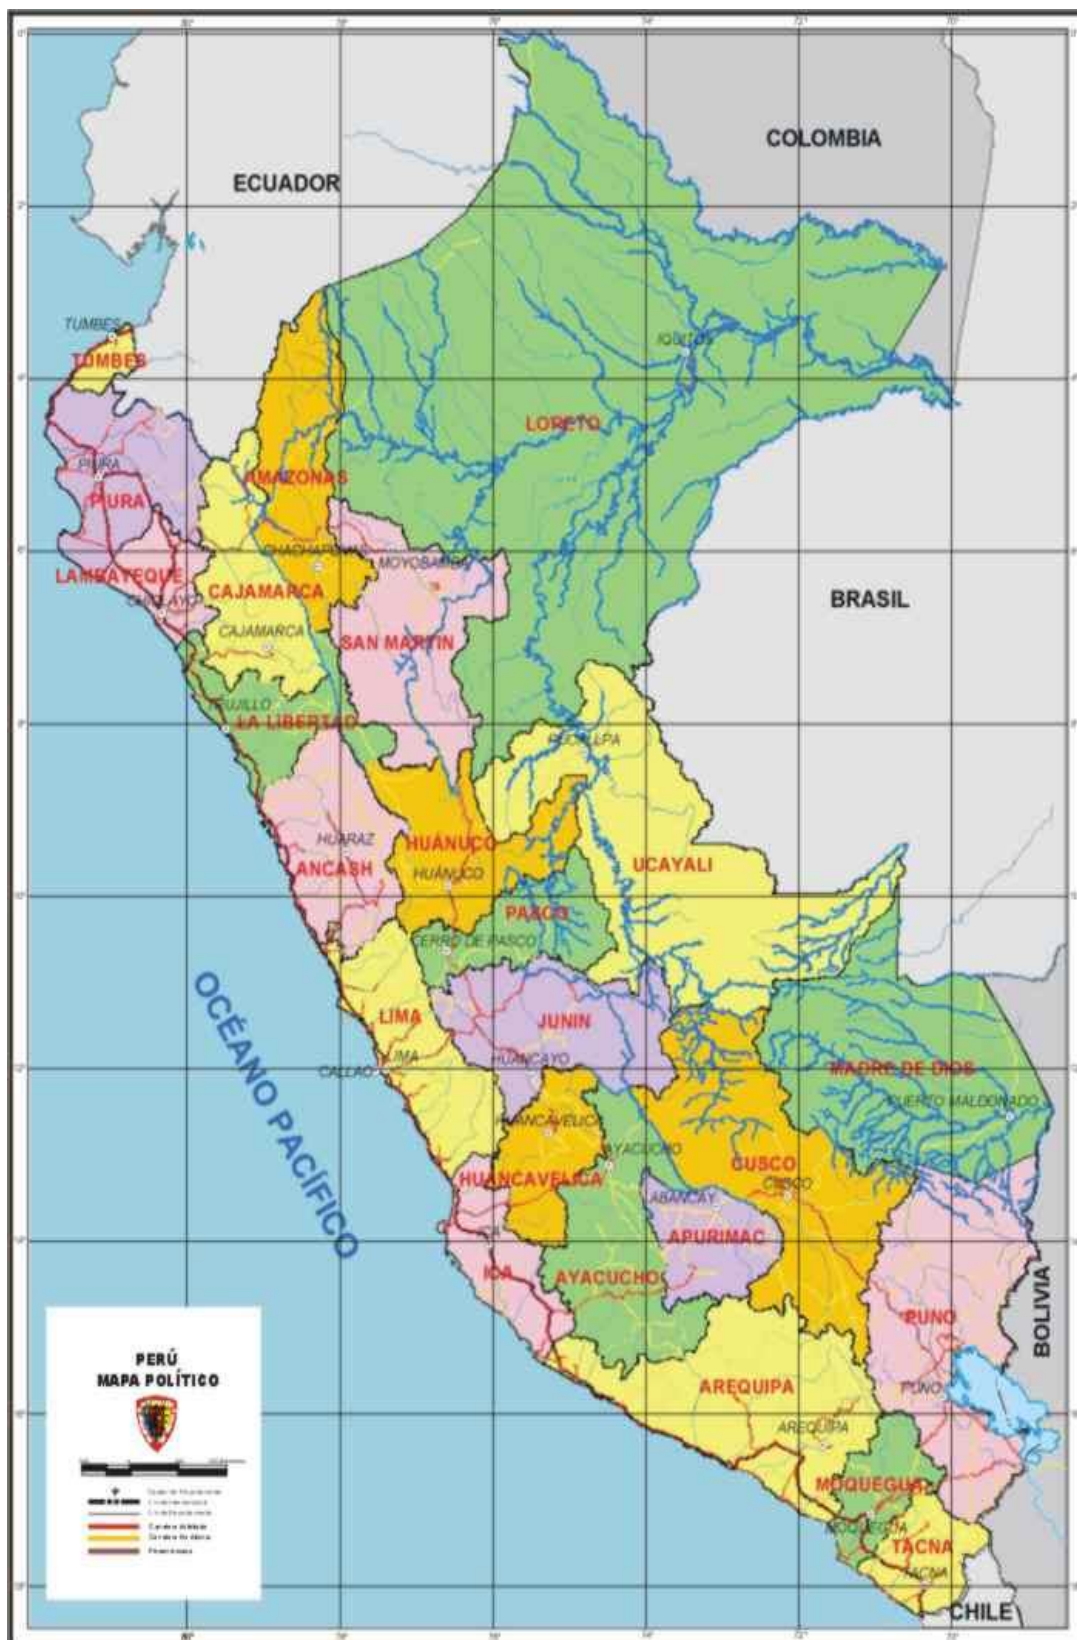 COLOMBIA
ECUADOR
TUMBES
TUMBES
IQUITOS
LORETO
PIURA
PIURA
AMAZONAS
CHACHAPOYAS
MOYOBAMBA
LAMBAYEQUE
CHICLAYO
CAJAMARCA
CAJAMARCA
BRASIL
SAN MARTIN
TRUJILLO
LA LIBERTAD
PUCALLPA
HUARAZ
ANCASH
HUÁNUCO
HUÁNUCO
UCAYALI
PASCO
CERRO DE PASCO
OCÉANO PACÍFICO
LIMA
LIMA
CALLAO
JUNIN
HUANCAYO
MADRE DE DIOS
PUERTO MALDONADO
HUANCAVELICA
HUANCAVELICA
AYACUCHO
CUSCO
CUSCO
ABANCAY
APURIMAC
ICA
AYACUCHO
PUNO
PUNO
BOLIVIA
AREQUIPA
AREQUIPA
MOQUEGUA
MOQUEGUA
TACNA
TACNA
CHILE
PERÚ
MAPA POLÍTICO